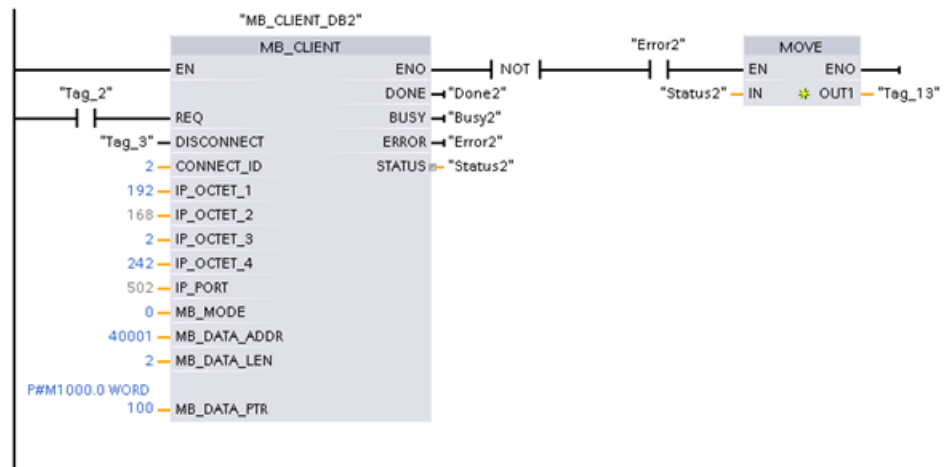 "MB_CLIENT_DB2"
MB_CLIENT
"Error2"
MOVE
EN ENO NOT EN ENO
"Tag_2" DONE "Done2" "Status2" IN OUT1 "Tag_13"
REQ BUSY "Busy2"
"Tag_3" DISCONNECT ERROR "Error2"
2 CONNECT_ID STATUS "Status2"
192 IP_OCTET_1
168 IP_OCTET_2
2 IP_OCTET_3
242 IP_OCTET_4
502 IP_PORT
0 MB_MODE
40001 MB_DATA_ADDR
2 MB_DATA_LEN
P#M1000.0 WORD
100 MB_DATA_PTR